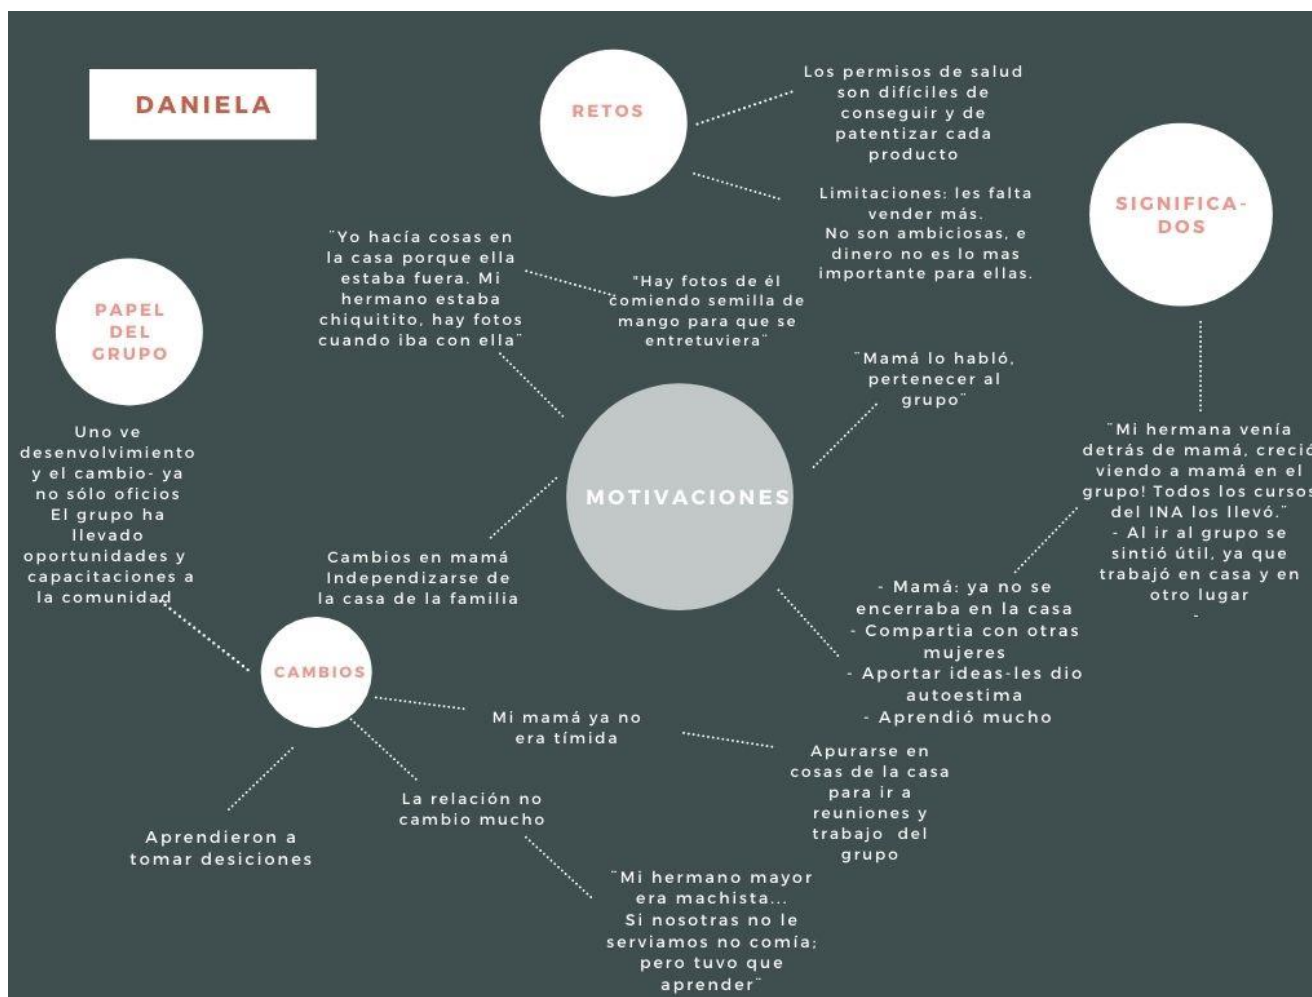 DANIELA
RETOS
Los permisos de salud
son difíciles de
conseguir y de
patentizar cada
producto
Limitaciones: les falta
vender más.
No son ambiciosas, e
dinero no es lo mas
importante para ellas.
SIGNIFICA-
DOS
¨Yo hacía cosas en
la casa porque ella
estaba fuera. Mi
hermano estaba
chiquitito, hay fotos
cuando iba con ella¨
"Hay fotos de él
comiendo semilla de
mango para que se
entretuviera¨
PAPEL
DEL
GRUPO
¨Mamá lo habló,
pertenecer al
grupo¨
Uno ve
desenvolvimiento
y el cambio- ya
no sólo oficios
El grupo ha
llevado
oportunidades y
capacitaciones a
la comunidad
MOTIVACIONES
¨Mi hermana venía
detrás de mamá, creció
viendo a mamá en el
grupo! Todos los cursos
del INA los llevó.¨
- Al ir al grupo se
sintió útil, ya que
trabajó en casa y en
otro lugar
-
Cambios en mamá
Independizarse de
la casa de la familia
- Mamá: ya no se
encerraba en la casa
- Compartia con otras
mujeres
- Aportar ideas-les dio
autoestima
- Aprendió mucho
CAMBIOS
Mi mamá ya no
era tímida
Apurarse en
cosas de la casa
para ir a
reuniones y
trabajo del
grupo
La relación no
cambio mucho
Aprendieron a
tomar desiciones
¨Mi hermano mayor
era machista...
Si nosotras no le
serviamos no comía;
pero tuvo que
aprender¨